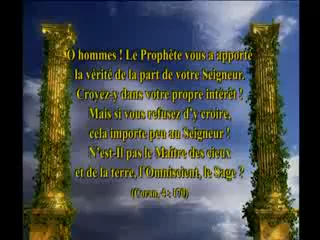 O hommes ! Le Prophète vous a apporté
la vérité de la part de votre Seigneur.
Croyez-y dans votre propre intérêt !
Mais si vous refusez d'y croire,
cela importe peu au Seigneur !
N'est-Il pas le Maître des cieux
et de la terre, l'Omniscient, le Sage ?
(Coran, 4 : 170)